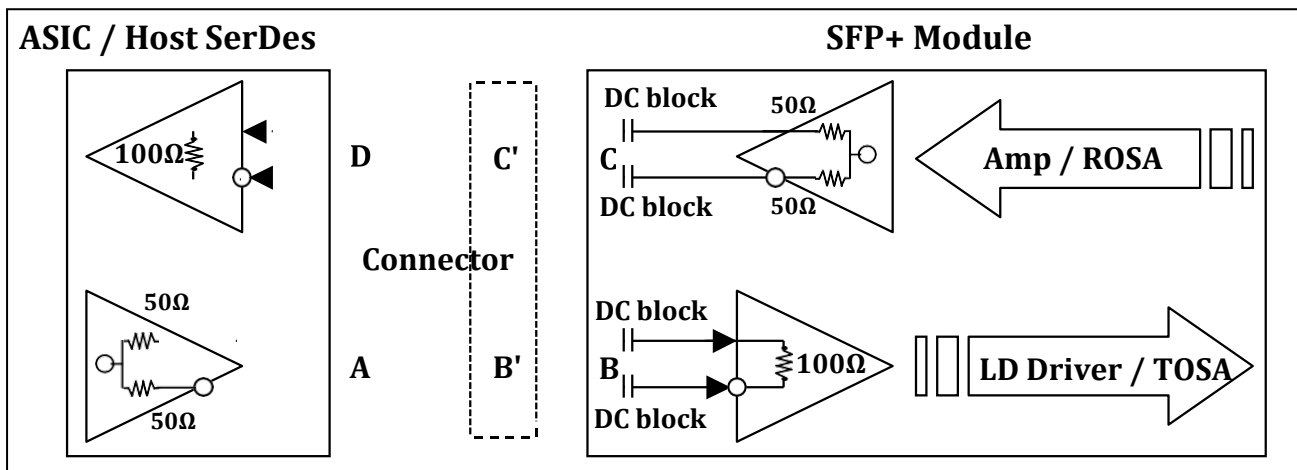 ASIC / Host SerDes
SFP+ Module
DC block
50Ω
100Ω
D
C'
C
Amp / ROSA
DC block
50Ω
Connector
50Ω
DC block
A
B'
B
100Ω
LD Driver / TOSA
50Ω
DC block